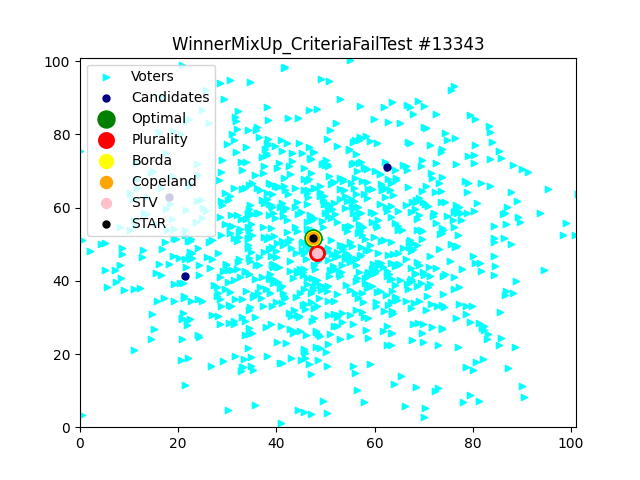 WinnerMixUp_CriteriaFailTest #13343
100
80
60
40
20
0
0 20 40 60 80 100
Voters
Candidates
Optimal
Plurality
Borda
Copeland
STV
STAR